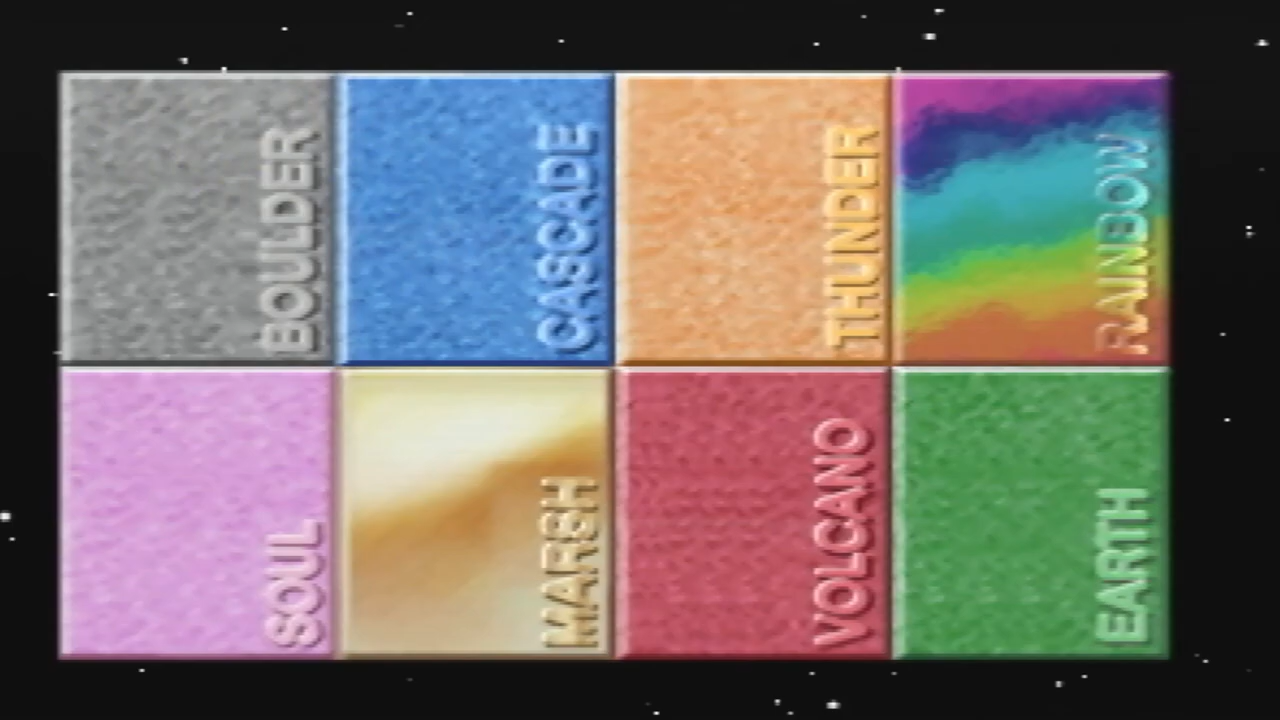 BOULDER
CASCADE
THUNDER
RAINBOW
SOUL
MARSH
VOLCANO
EARTH